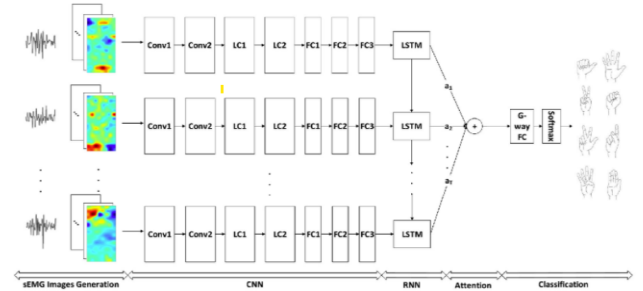 Conv1 Conv2 LC1 LC2 FC1 FC2 FC3 LSTM
a₁
Conv1 Conv2 LC1 LC2 FC1 FC2 FC3 LSTM a₂ + G-way FC Softmax
a_T
Conv1 Conv2 LC1 LC2 FC1 FC2 FC3 LSTM
sEMG Images Generation CNN RNN Attention Classification